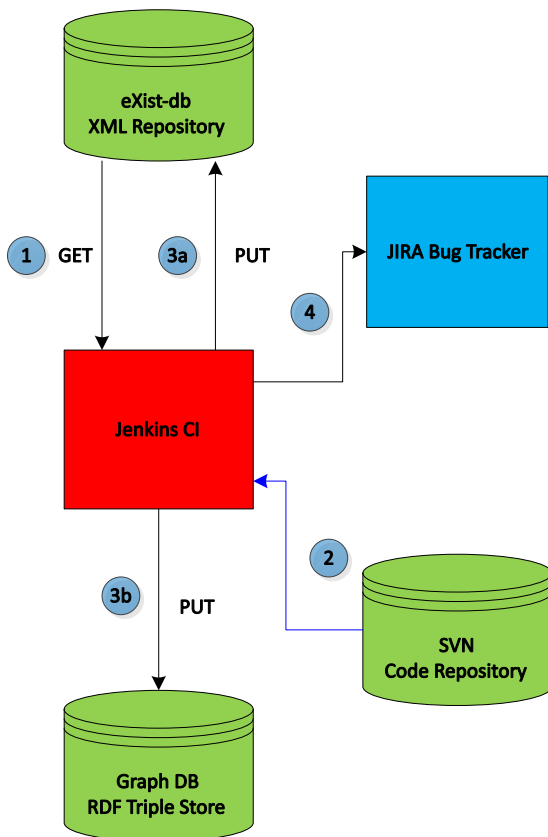 eXist-db
XML Repository
1
GET
3a
PUT
JIRA Bug Tracker
4
Jenkins CI
2
3b
PUT
SVN
Code Repository
Graph DB
RDF Triple Store